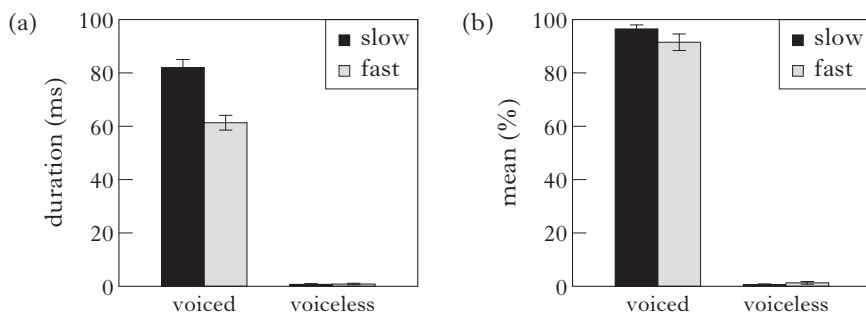 (a)
100
80
60
40
20
0
duration (ms)
slow
fast
voiced voiceless
(b)
100
80
60
40
20
0
mean (%)
slow
fast
voiced voiceless